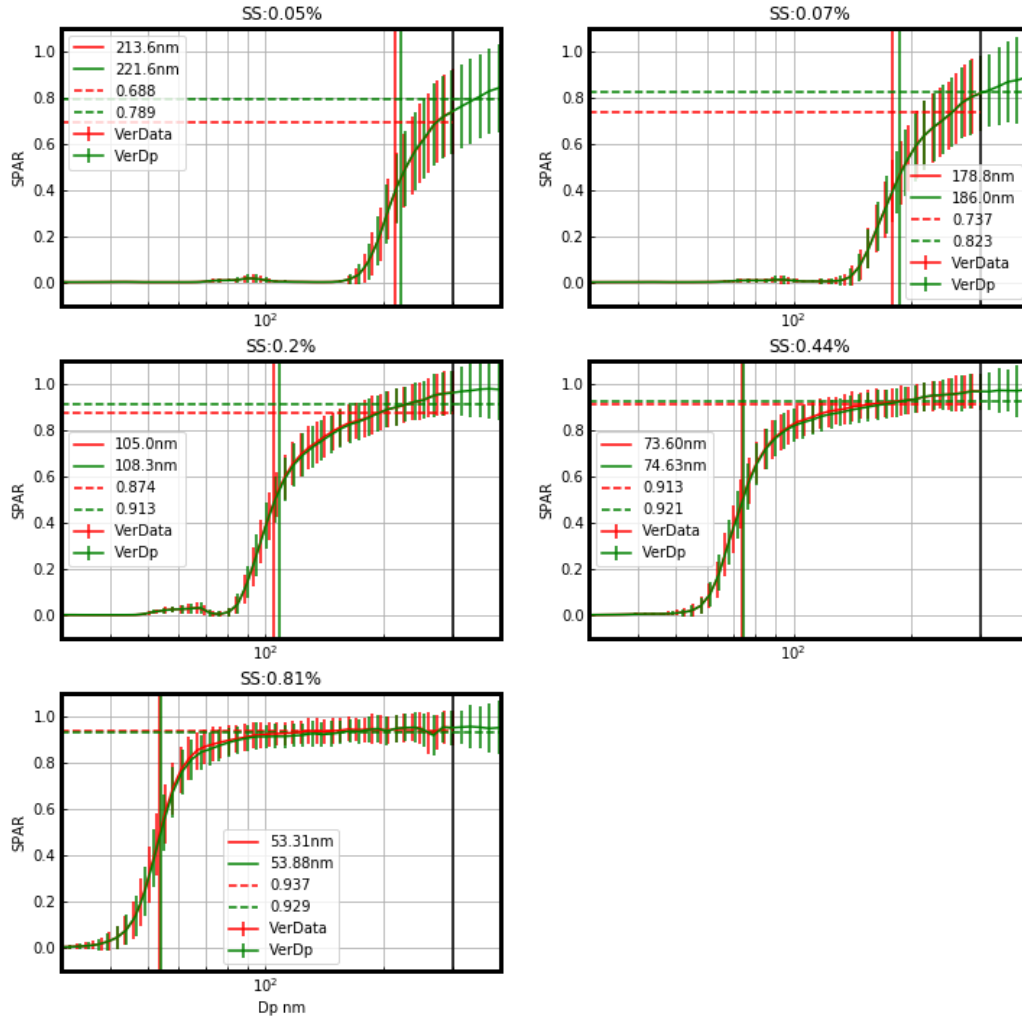 SS:0.05%
1.0
0.8
0.6
0.4
0.2
0.0
SPAR
213.6nm
221.6nm
0.688
0.789
VerData
VerDp
10²
SS:0.07%
1.0
0.8
0.6
0.4
0.2
0.0
SPAR
178.8nm
186.0nm
0.737
0.823
VerData
VerDp
10²
SS:0.2%
1.0
0.8
0.6
0.4
0.2
0.0
SPAR
105.0nm
108.3nm
0.874
0.913
VerData
VerDp
10²
SS:0.44%
1.0
0.8
0.6
0.4
0.2
0.0
SPAR
73.60nm
74.63nm
0.913
0.921
VerData
VerDp
10²
SS:0.81%
1.0
0.8
0.6
0.4
0.2
0.0
SPAR
53.31nm
53.88nm
0.937
0.929
VerData
VerDp
10²
Dp nm